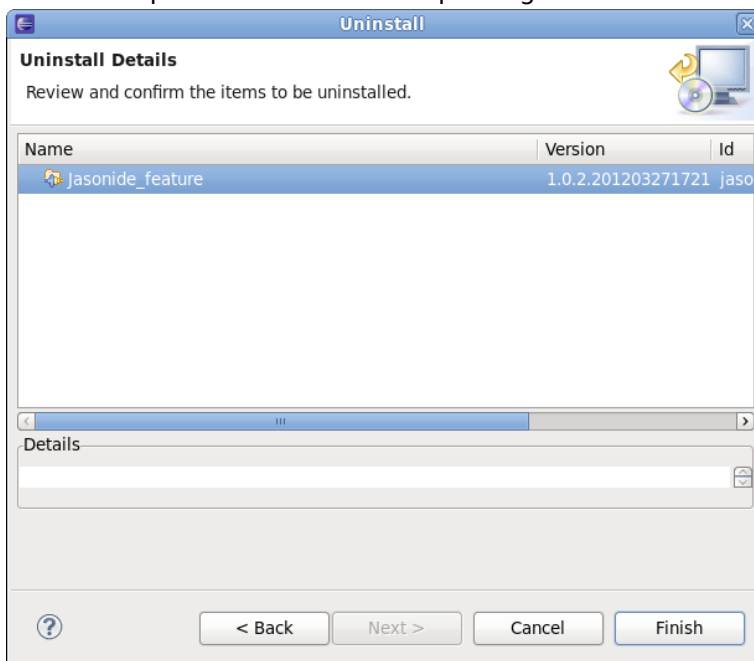 Uninstall
Uninstall Details
Review and confirm the items to be uninstalled.
Name Version Id
Jasonide_feature 1.0.2.201203271721 jaso
Details
< Back Next > Cancel Finish